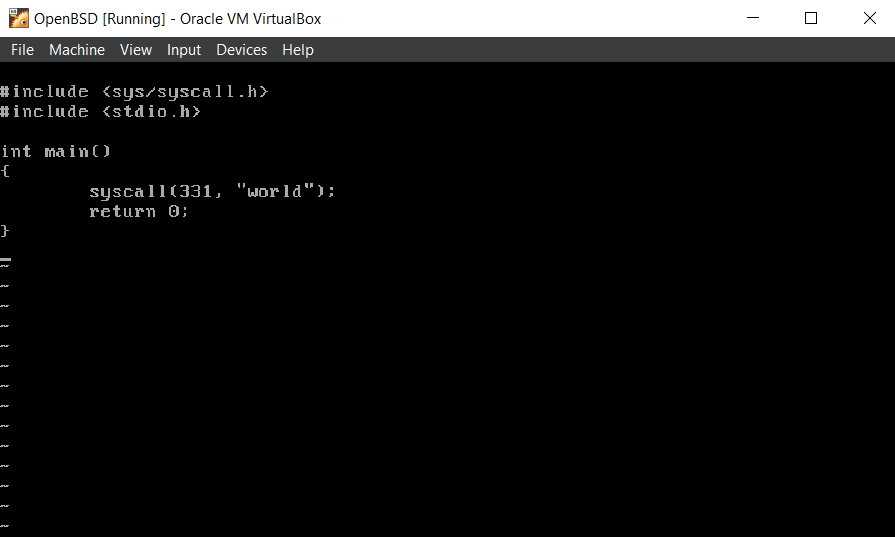 OpenBSD [Running] - Oracle VM VirtualBox
File Machine View Input Devices Help
#include <sys/syscall.h>
#include <stdio.h>
int main()
{
        syscall(331, "world");
        return 0;
}
~
~
~
~
~
~
~
~
~
~
~
~
~
~